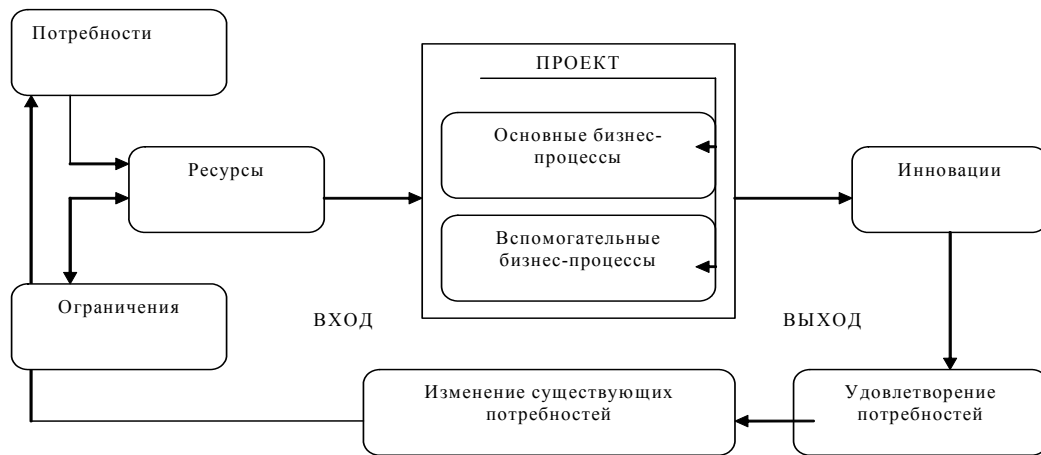 Потребности
ПРОЕКТ
Основные бизнес-
процессы
Ресурсы
Инновации
Вспомогательные
бизнес-процессы
Ограничения
ВХОД
ВЫХОД
Изменение существующих
потребностей
Удовлетворение
потребностей